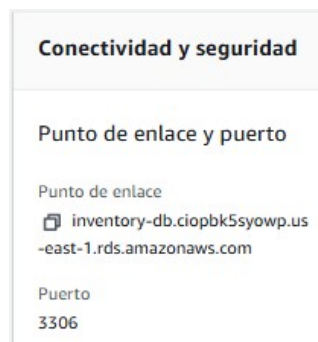 Conectividad y seguridad
Punto de enlace y puerto
Punto de enlace
inventory-db.ciopbk5syowp.us
-east-1.rds.amazonaws.com
Puerto
3306